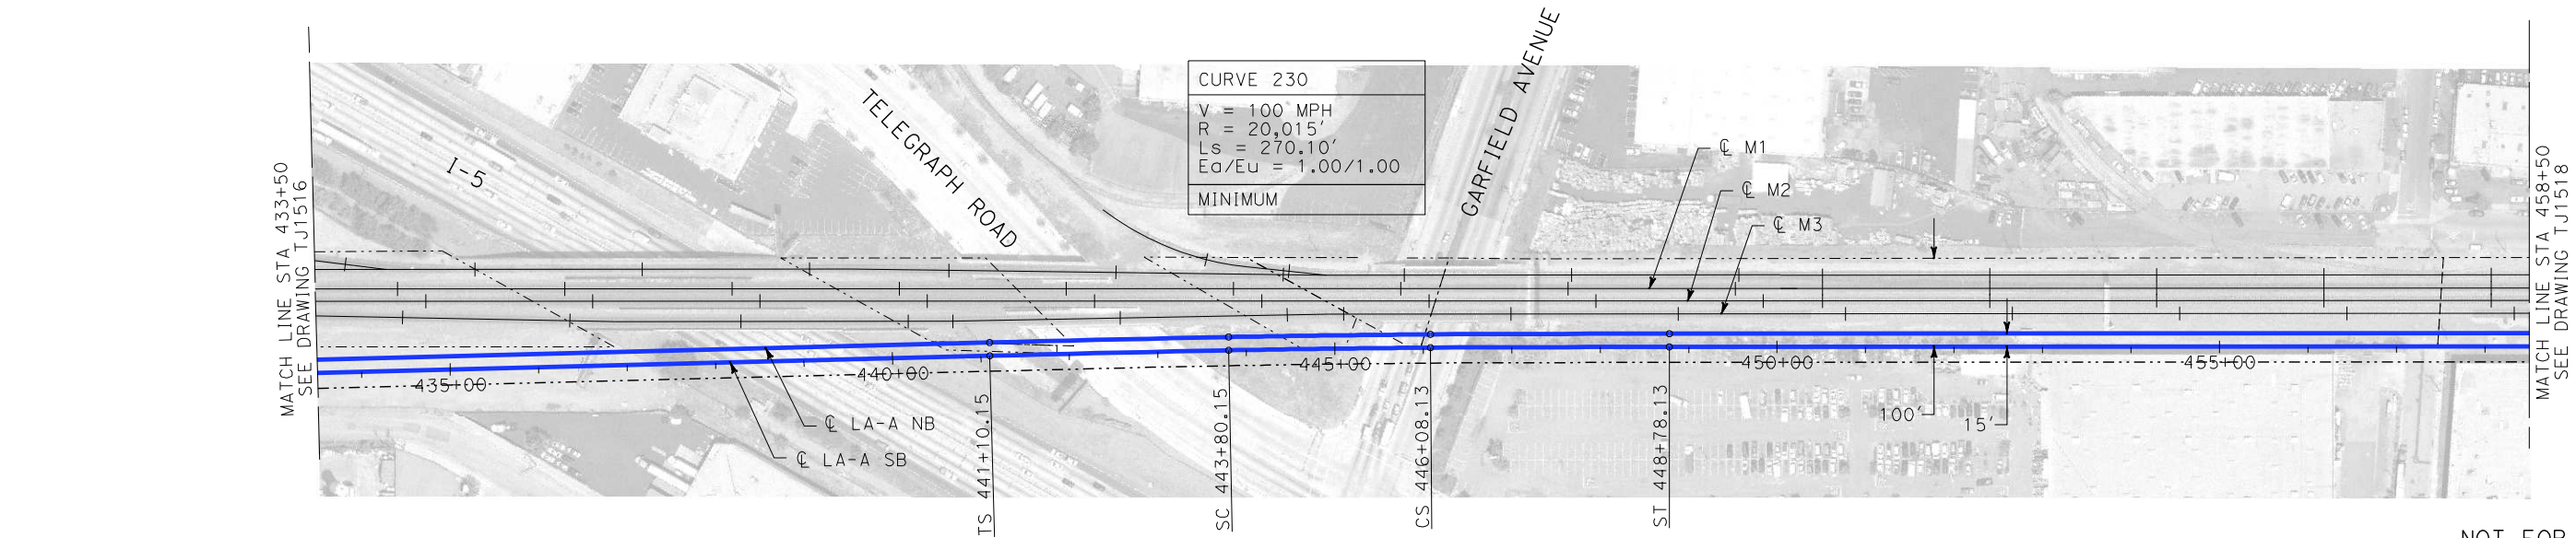 MATCH LINE STA 433+50
SEE DRAWING TJ1516
I-5
TELEGRAPH ROAD
CURVE 230
V = 100 MPH
R = 20,015'
Ls = 270.10'
Ea/Eu = 1.00/1.00
MINIMUM
GARFIELD AVENUE
℄ M1
℄ M2
℄ M3
435+00
440+00
445+00
450+00
455+00
℄ LA-A NB
℄ LA-A SB
TS 441+10.15
SC 443+80.15
CS 446+08.13
ST 448+78.13
100'
15'
MATCH LINE STA 458+50
SEE DRAWING TJ1518
NOT FOR